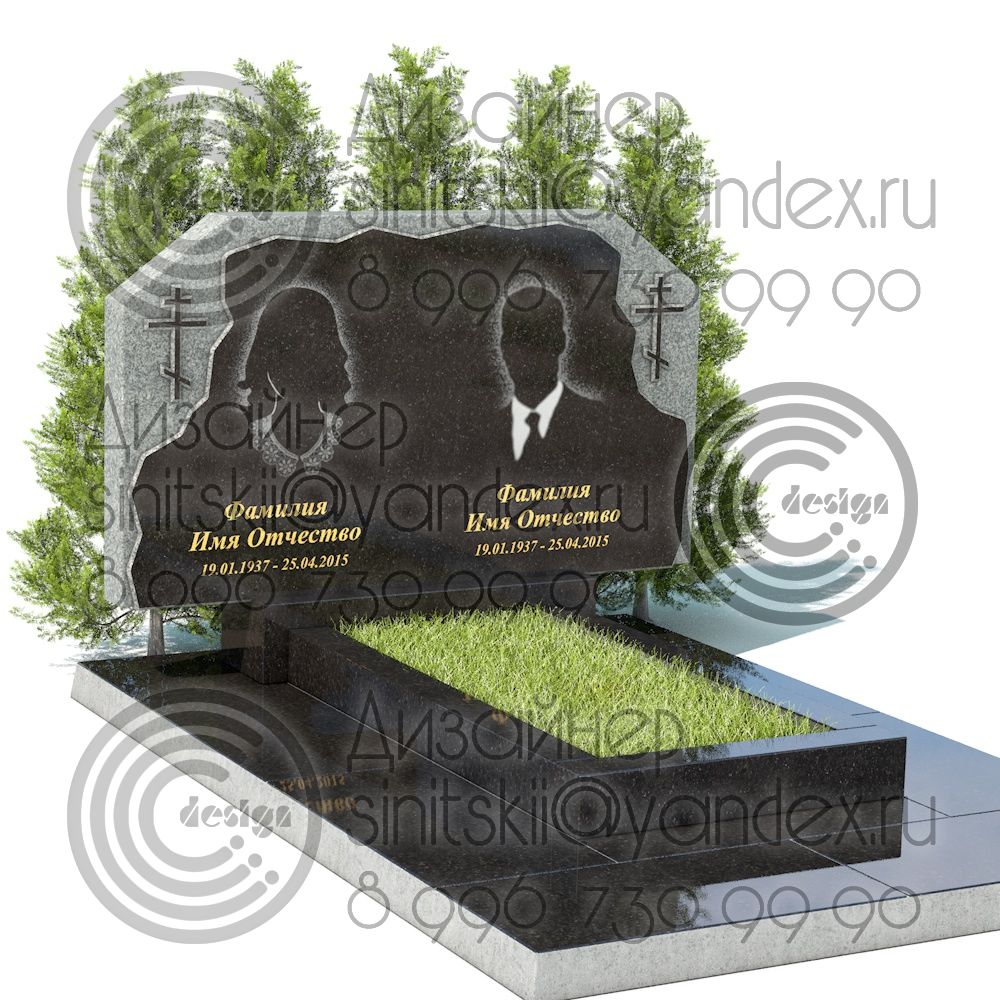 Дизайнер
sinitskii@yandex.ru
8 996 730 99 90
design
Дизайнер
sinitskii@yandex.ru
8 996 730 99 90
design
Фамилия
Имя Отчество
19.01.1937 - 25.04.2015
Фамилия
Имя Отчество
19.01.1937 - 25.04.2015
Дизайнер
sinitskii@yandex.ru
8 996 730 99 90
design